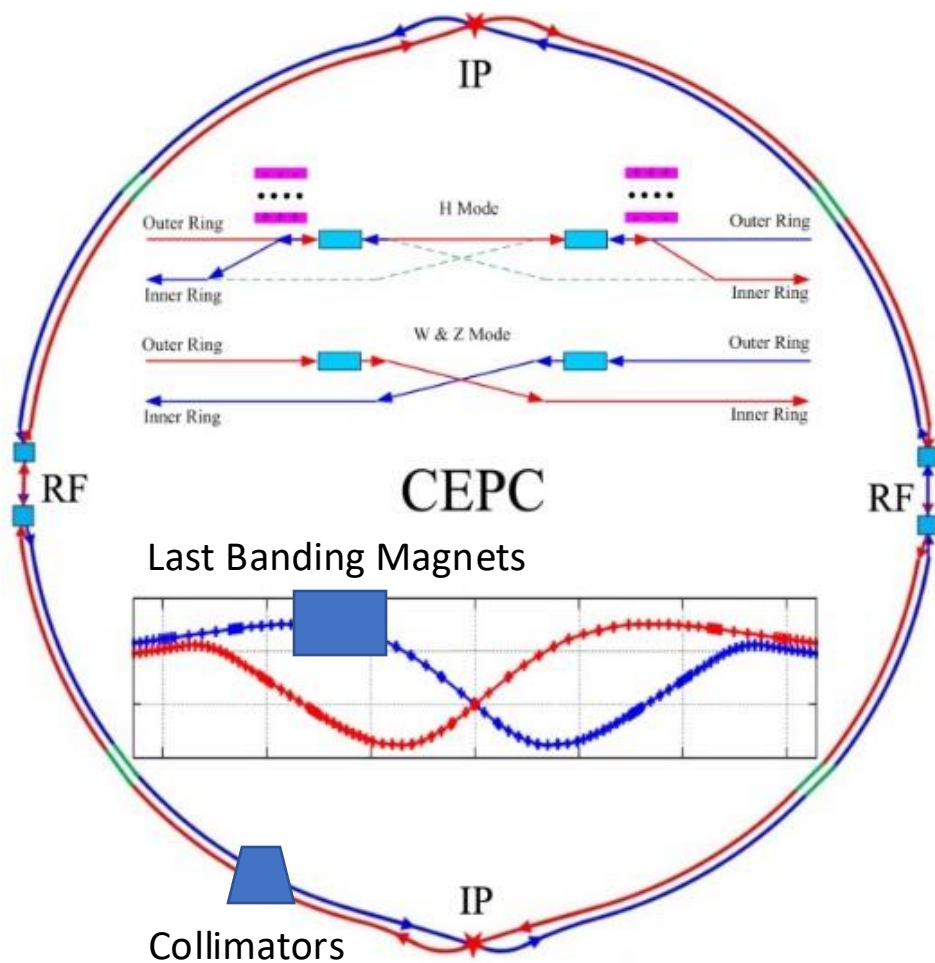 IP
H Mode
Outer Ring
Outer Ring
Inner Ring
Inner Ring
W & Z Mode
Outer Ring
Outer Ring
Inner Ring
Inner Ring
RF
CEPC
RF
Last Banding Magnets
IP
Collimators